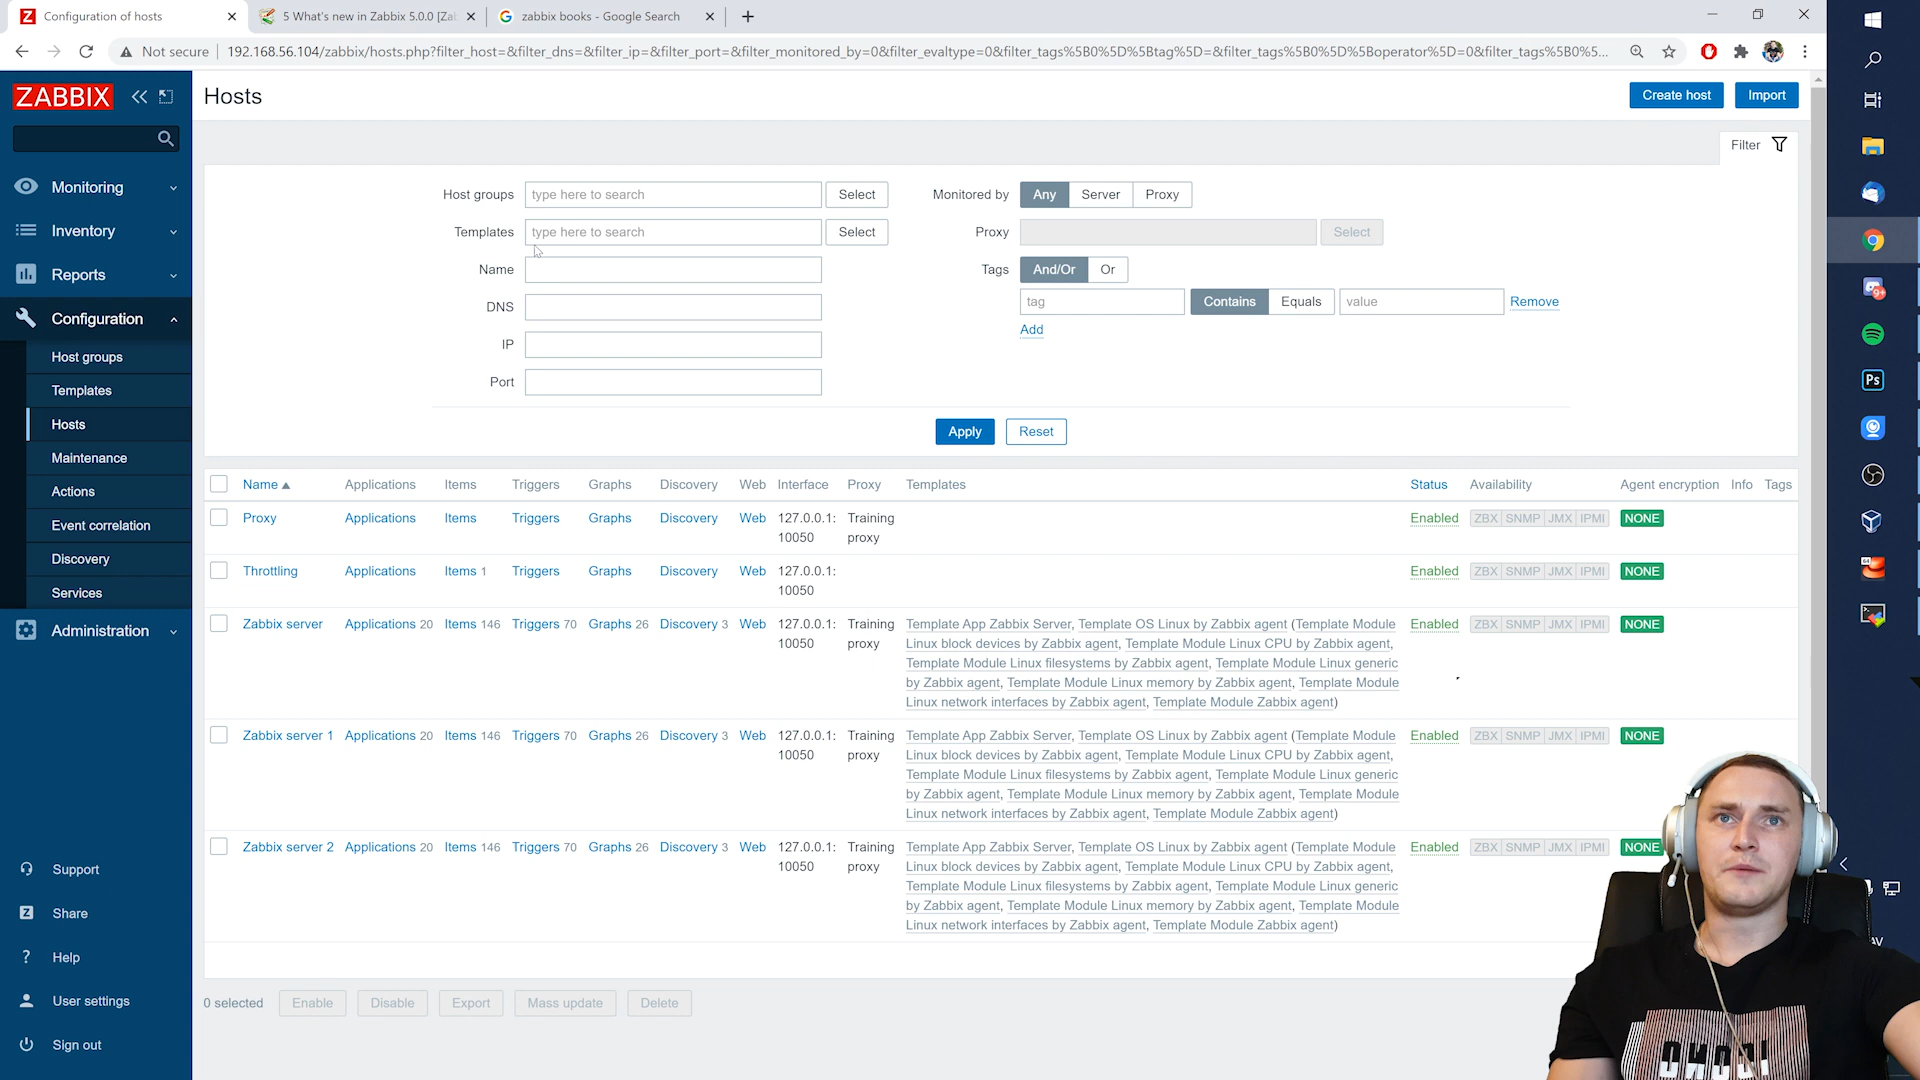 Configuration of hosts
5 What's new in Zabbix 5.0.0 [Za
zabbix books - Google Search
Not secure
192.168.56.104/zabbix/hosts.php?filter_host=&filter_dns=&filter_ip=&filter_port=&filter_monitored_by=0&filter_evaltype=0&filter_tags%5B0%5D%5Btag%5D=&filter_tags%5B0%5D%5Boperator%5D=0&filter_tags%5B0%5...
ZABBIX
Hosts
Create host
Import
Filter
Monitoring
Inventory
Reports
Configuration
Host groups
Templates
Hosts
Maintenance
Actions
Event correlation
Discovery
Services
Administration
Support
Share
Help
User settings
Sign out
Host groups type here to search Select
Templates type here to search Select
Name
DNS
IP
Port
Monitored by Any Server Proxy
Proxy Select
Tags And/Or Or
tag Contains Equals value Remove
Add
Apply Reset
Name Applications Items Triggers Graphs Discovery Web Interface Proxy Templates Status Availability Agent encryption Info Tags
Proxy Applications Items Triggers Graphs Discovery Web 127.0.0.1: Training Enabled ZBX SNMP JMX IPMI NONE
10050 proxy
Throttling Applications Items 1 Triggers Graphs Discovery Web 127.0.0.1: Enabled ZBX SNMP JMX IPMI NONE
10050
Zabbix server Applications 20 Items 146 Triggers 70 Graphs 26 Discovery 3 Web 127.0.0.1: Training Template App Zabbix Server, Template OS Linux by Zabbix agent (Template Module Enabled ZBX SNMP JMX IPMI NONE
10050 proxy Linux block devices by Zabbix agent, Template Module Linux CPU by Zabbix agent,
Template Module Linux filesystems by Zabbix agent, Template Module Linux generic
by Zabbix agent, Template Module Linux memory by Zabbix agent, Template Module
Linux network interfaces by Zabbix agent, Template Module Zabbix agent)
Zabbix server 1 Applications 20 Items 146 Triggers 70 Graphs 26 Discovery 3 Web 127.0.0.1: Training Template App Zabbix Server, Template OS Linux by Zabbix agent (Template Module Enabled ZBX SNMP JMX IPMI NONE
10050 proxy Linux block devices by Zabbix agent, Template Module Linux CPU by Zabbix agent,
Template Module Linux filesystems by Zabbix agent, Template Module Linux generic
by Zabbix agent, Template Module Linux memory by Zabbix agent, Template Module
Linux network interfaces by Zabbix agent, Template Module Zabbix agent)
Zabbix server 2 Applications 20 Items 146 Triggers 70 Graphs 26 Discovery 3 Web 127.0.0.1: Training Template App Zabbix Server, Template OS Linux by Zabbix agent (Template Module Enabled ZBX SNMP JMX IPMI NONE
10050 proxy Linux block devices by Zabbix agent, Template Module Linux CPU by Zabbix agent,
Template Module Linux filesystems by Zabbix agent, Template Module Linux generic
by Zabbix agent, Template Module Linux memory by Zabbix agent, Template Module
Linux network interfaces by Zabbix agent, Template Module Zabbix agent)
0 selected Enable Disable Export Mass update Delete
Ps